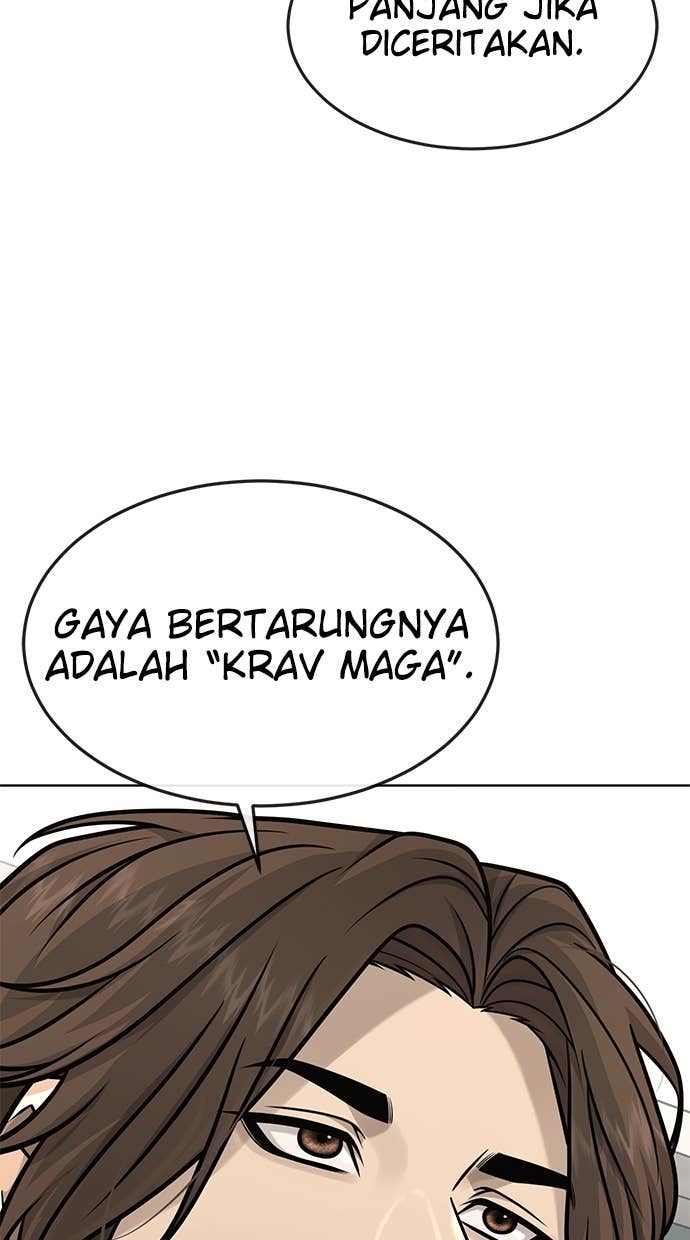 PANJANG JIKA
DICERITAKAN.
GAYA BERTARUNGNYA
ADALAH "KRAV MAGA".